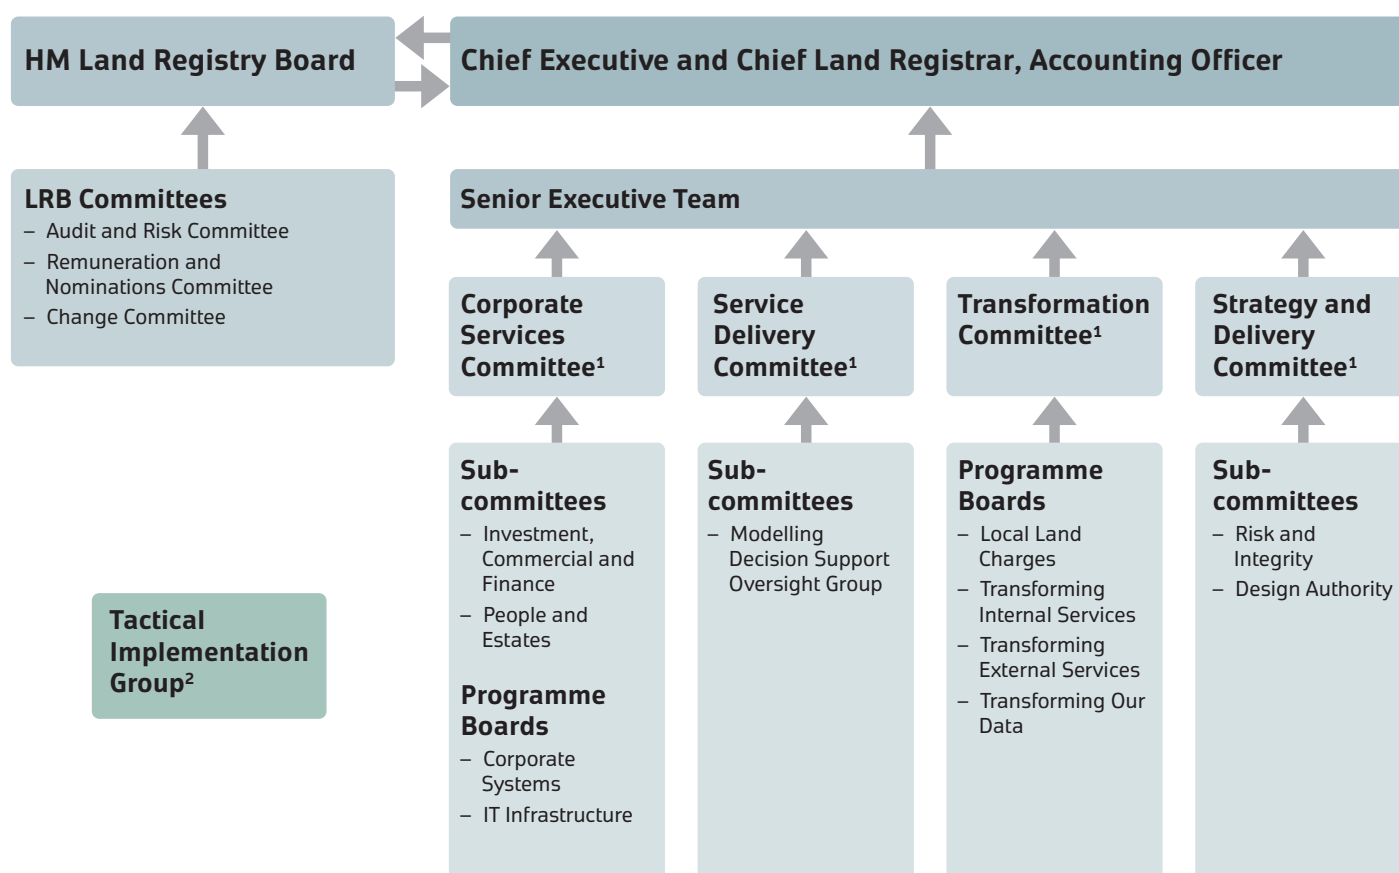 HM Land Registry Board
Chief Executive and Chief Land Registrar, Accounting Officer
LRB Committees
– Audit and Risk Committee
– Remuneration and
Nominations Committee
– Change Committee
Senior Executive Team
Corporate
Services
Committee¹
Service
Delivery
Committee¹
Transformation
Committee¹
Strategy and
Delivery
Committee¹
Sub-
committees
– Investment,
Commercial and
Finance
– People and
Estates
Programme
Boards
– Corporate
Systems
– IT Infrastructure
Sub-
committees
– Modelling
Decision Support
Oversight Group
Programme
Boards
– Local Land
Charges
– Transforming
Internal Services
– Transforming
External Services
– Transforming Our
Data
Sub-
committees
– Risk and
Integrity
– Design Authority
Tactical
Implementation
Group²